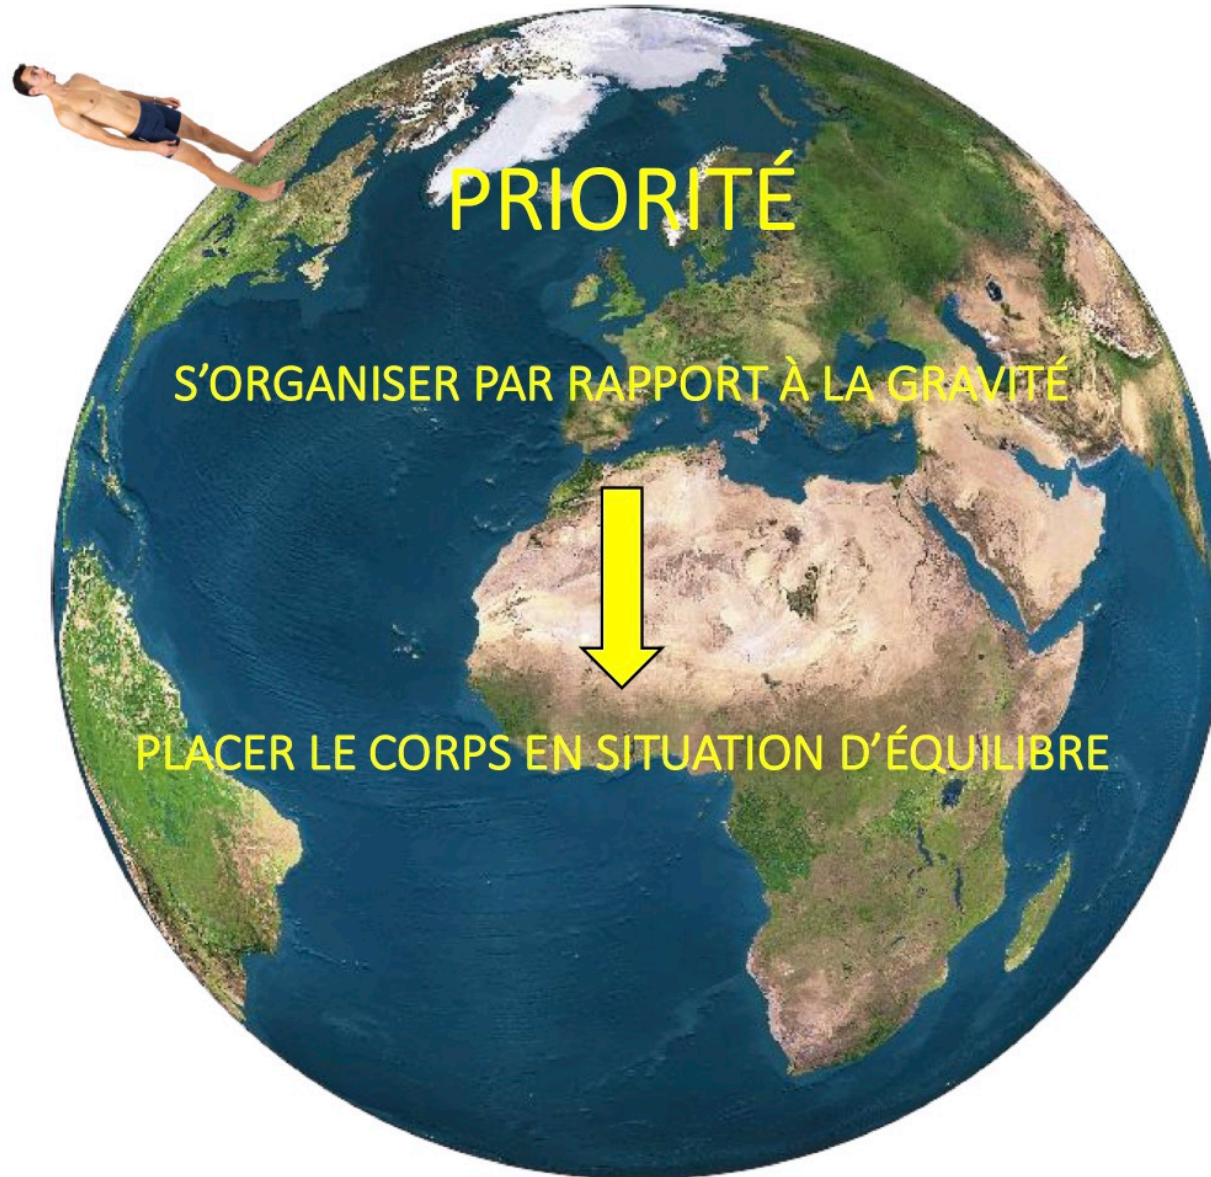 PRIORITÉ
S’ORGANISER PAR RAPPORT À LA GRAVITÉ
PLACER LE CORPS EN SITUATION D’ÉQUILIBRE